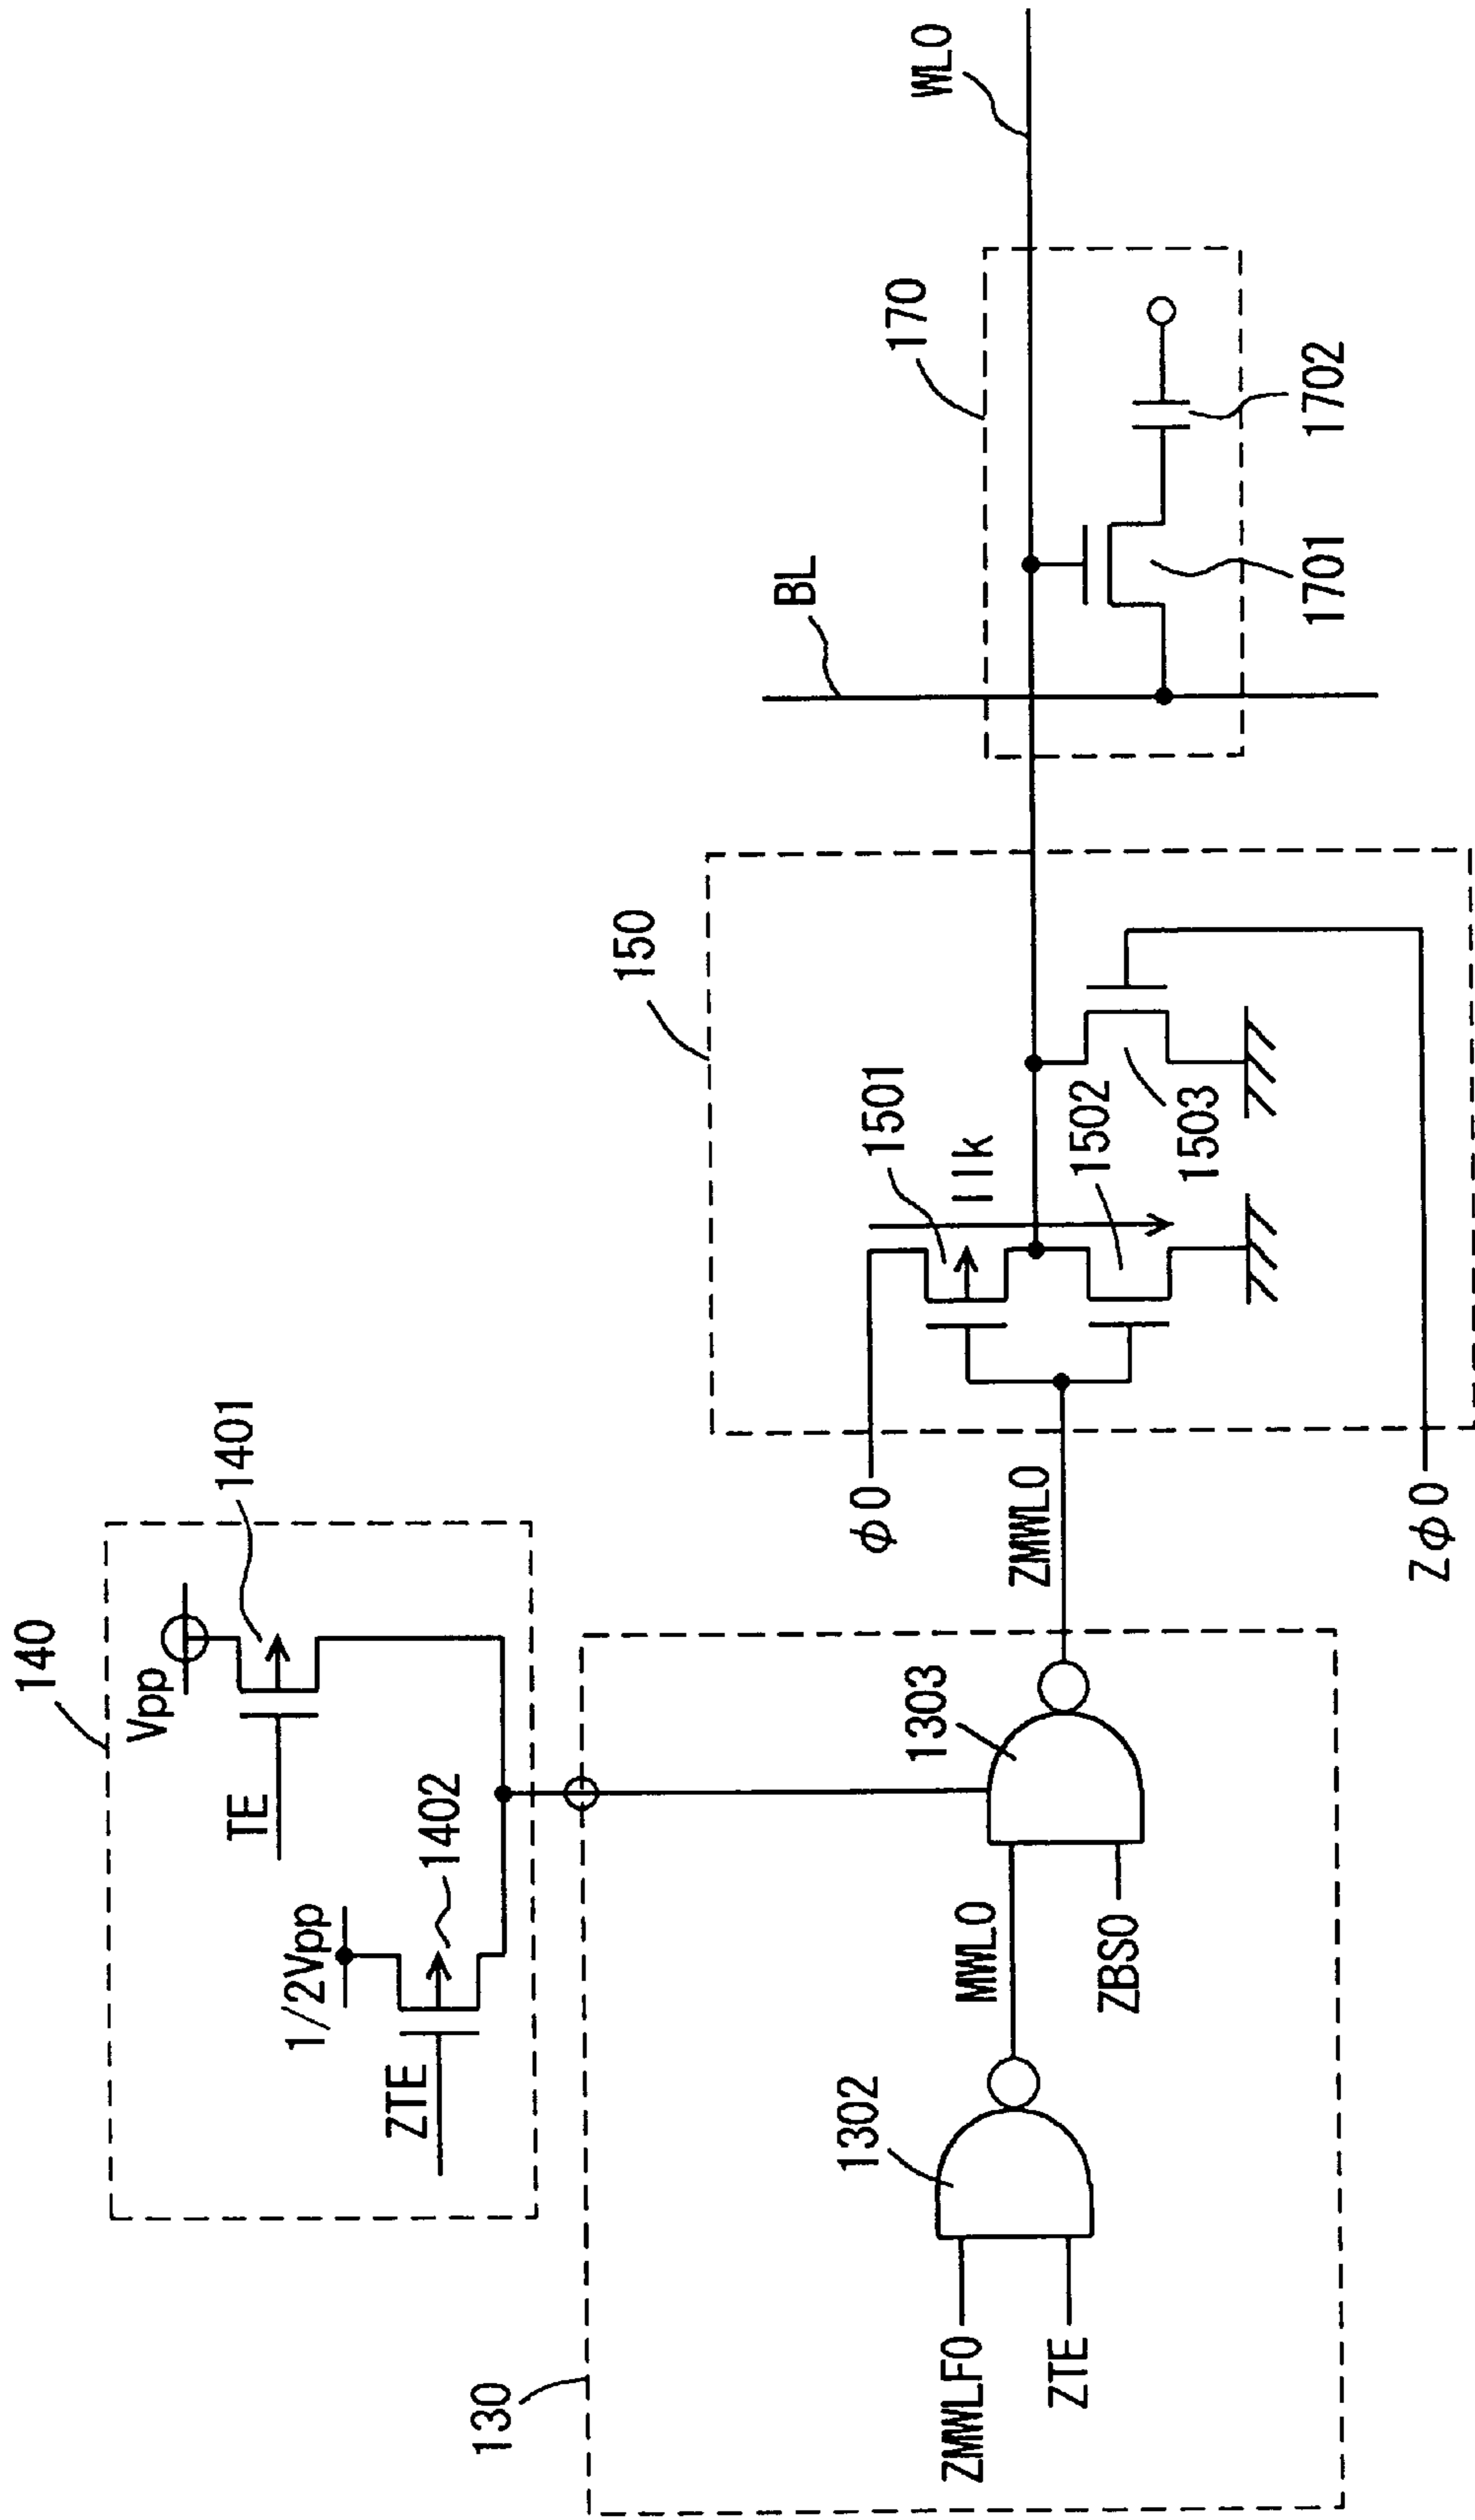 140
Vpp
1401
TE
1/2Vpp
1402
ZTE
150
BL
170
WL0
φ0
1501
Ilk
1502
1503
1701
1702
130
1303
ZMWL0
1302
MWL0
ZMWLF0
ZTE
ZBS0
Zφ0